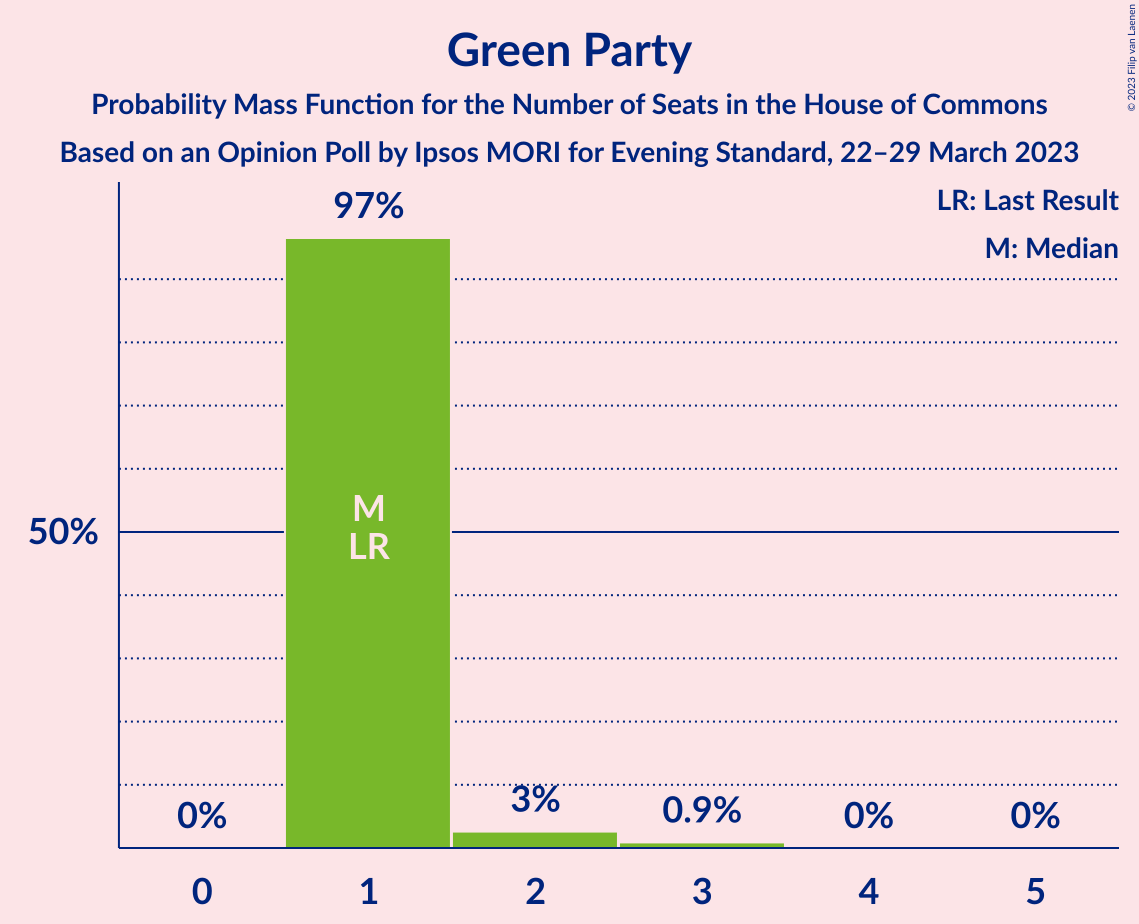 Green Party
Probability Mass Function for the Number of Seats in the House of Commons
Based on an Opinion Poll by Ipsos MORI for Evening Standard, 22–29 March 2023
© 2023 Filip van Laenen
LR: Last Result
M: Median
97%
M
LR
50%
0%
3%
0.9%
0%
0%
0
1
2
3
4
5